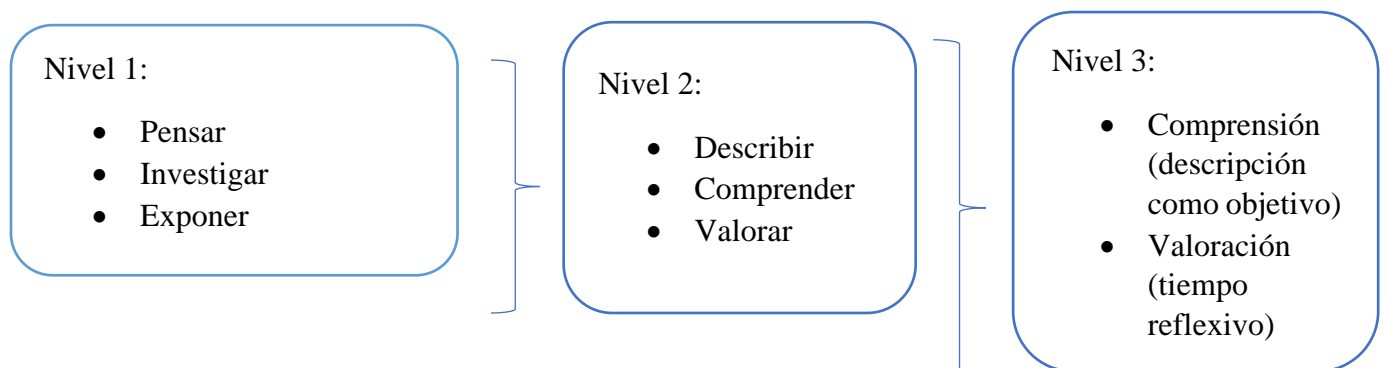 Nivel 1:
• Pensar
• Investigar
• Exponer
Nivel 2:
• Describir
• Comprender
• Valorar
Nivel 3:
• Comprensión
(descripción
como objetivo)
• Valoración
(tiempo
reflexivo)